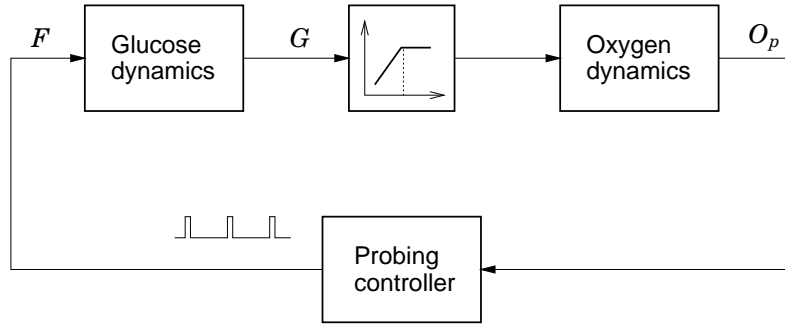 F
Glucose
dynamics
G
Oxygen
dynamics
Oₚ
Probing
controller